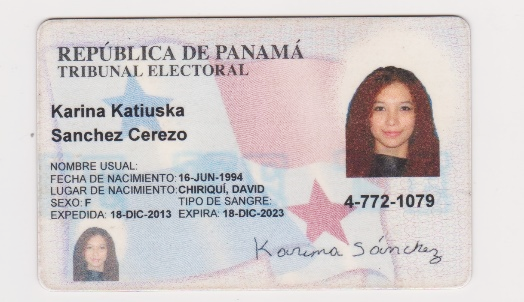 REPÚBLICA DE PANAMÁ
TRIBUNAL ELECTORAL
Karina Katiuska
Sanchez Cerezo
NOMBRE USUAL:
FECHA DE NACIMIENTO: 16-JUN-1994
LUGAR DE NACIMIENTO: CHIRIQUÍ, DAVID
SEXO: F TIPO DE SANGRE:
EXPEDIDA: 18-DIC-2013 EXPIRA: 18-DIC-2023
4-772-1079
Karima Sánchez